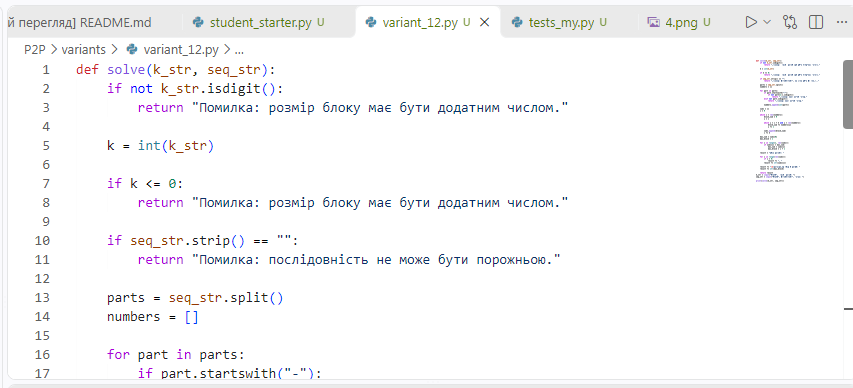 й перегляд] README.md student_starter.py U variant_12.py U tests_my.py U 4.png U
P2P > variants > variant_12.py > ...
1 def solve(k_str, seq_str):
2 if not k_str.isdigit():
3 return "Помилка: розмір блоку має бути додатним числом."
4
5 k = int(k_str)
6
7 if k <= 0:
8 return "Помилка: розмір блоку має бути додатним числом."
9
10 if seq_str.strip() == "":
11 return "Помилка: послідовність не може бути порожньою."
12
13 parts = seq_str.split()
14 numbers = []
15
16 for part in parts:
17 if part.startswith("-"):